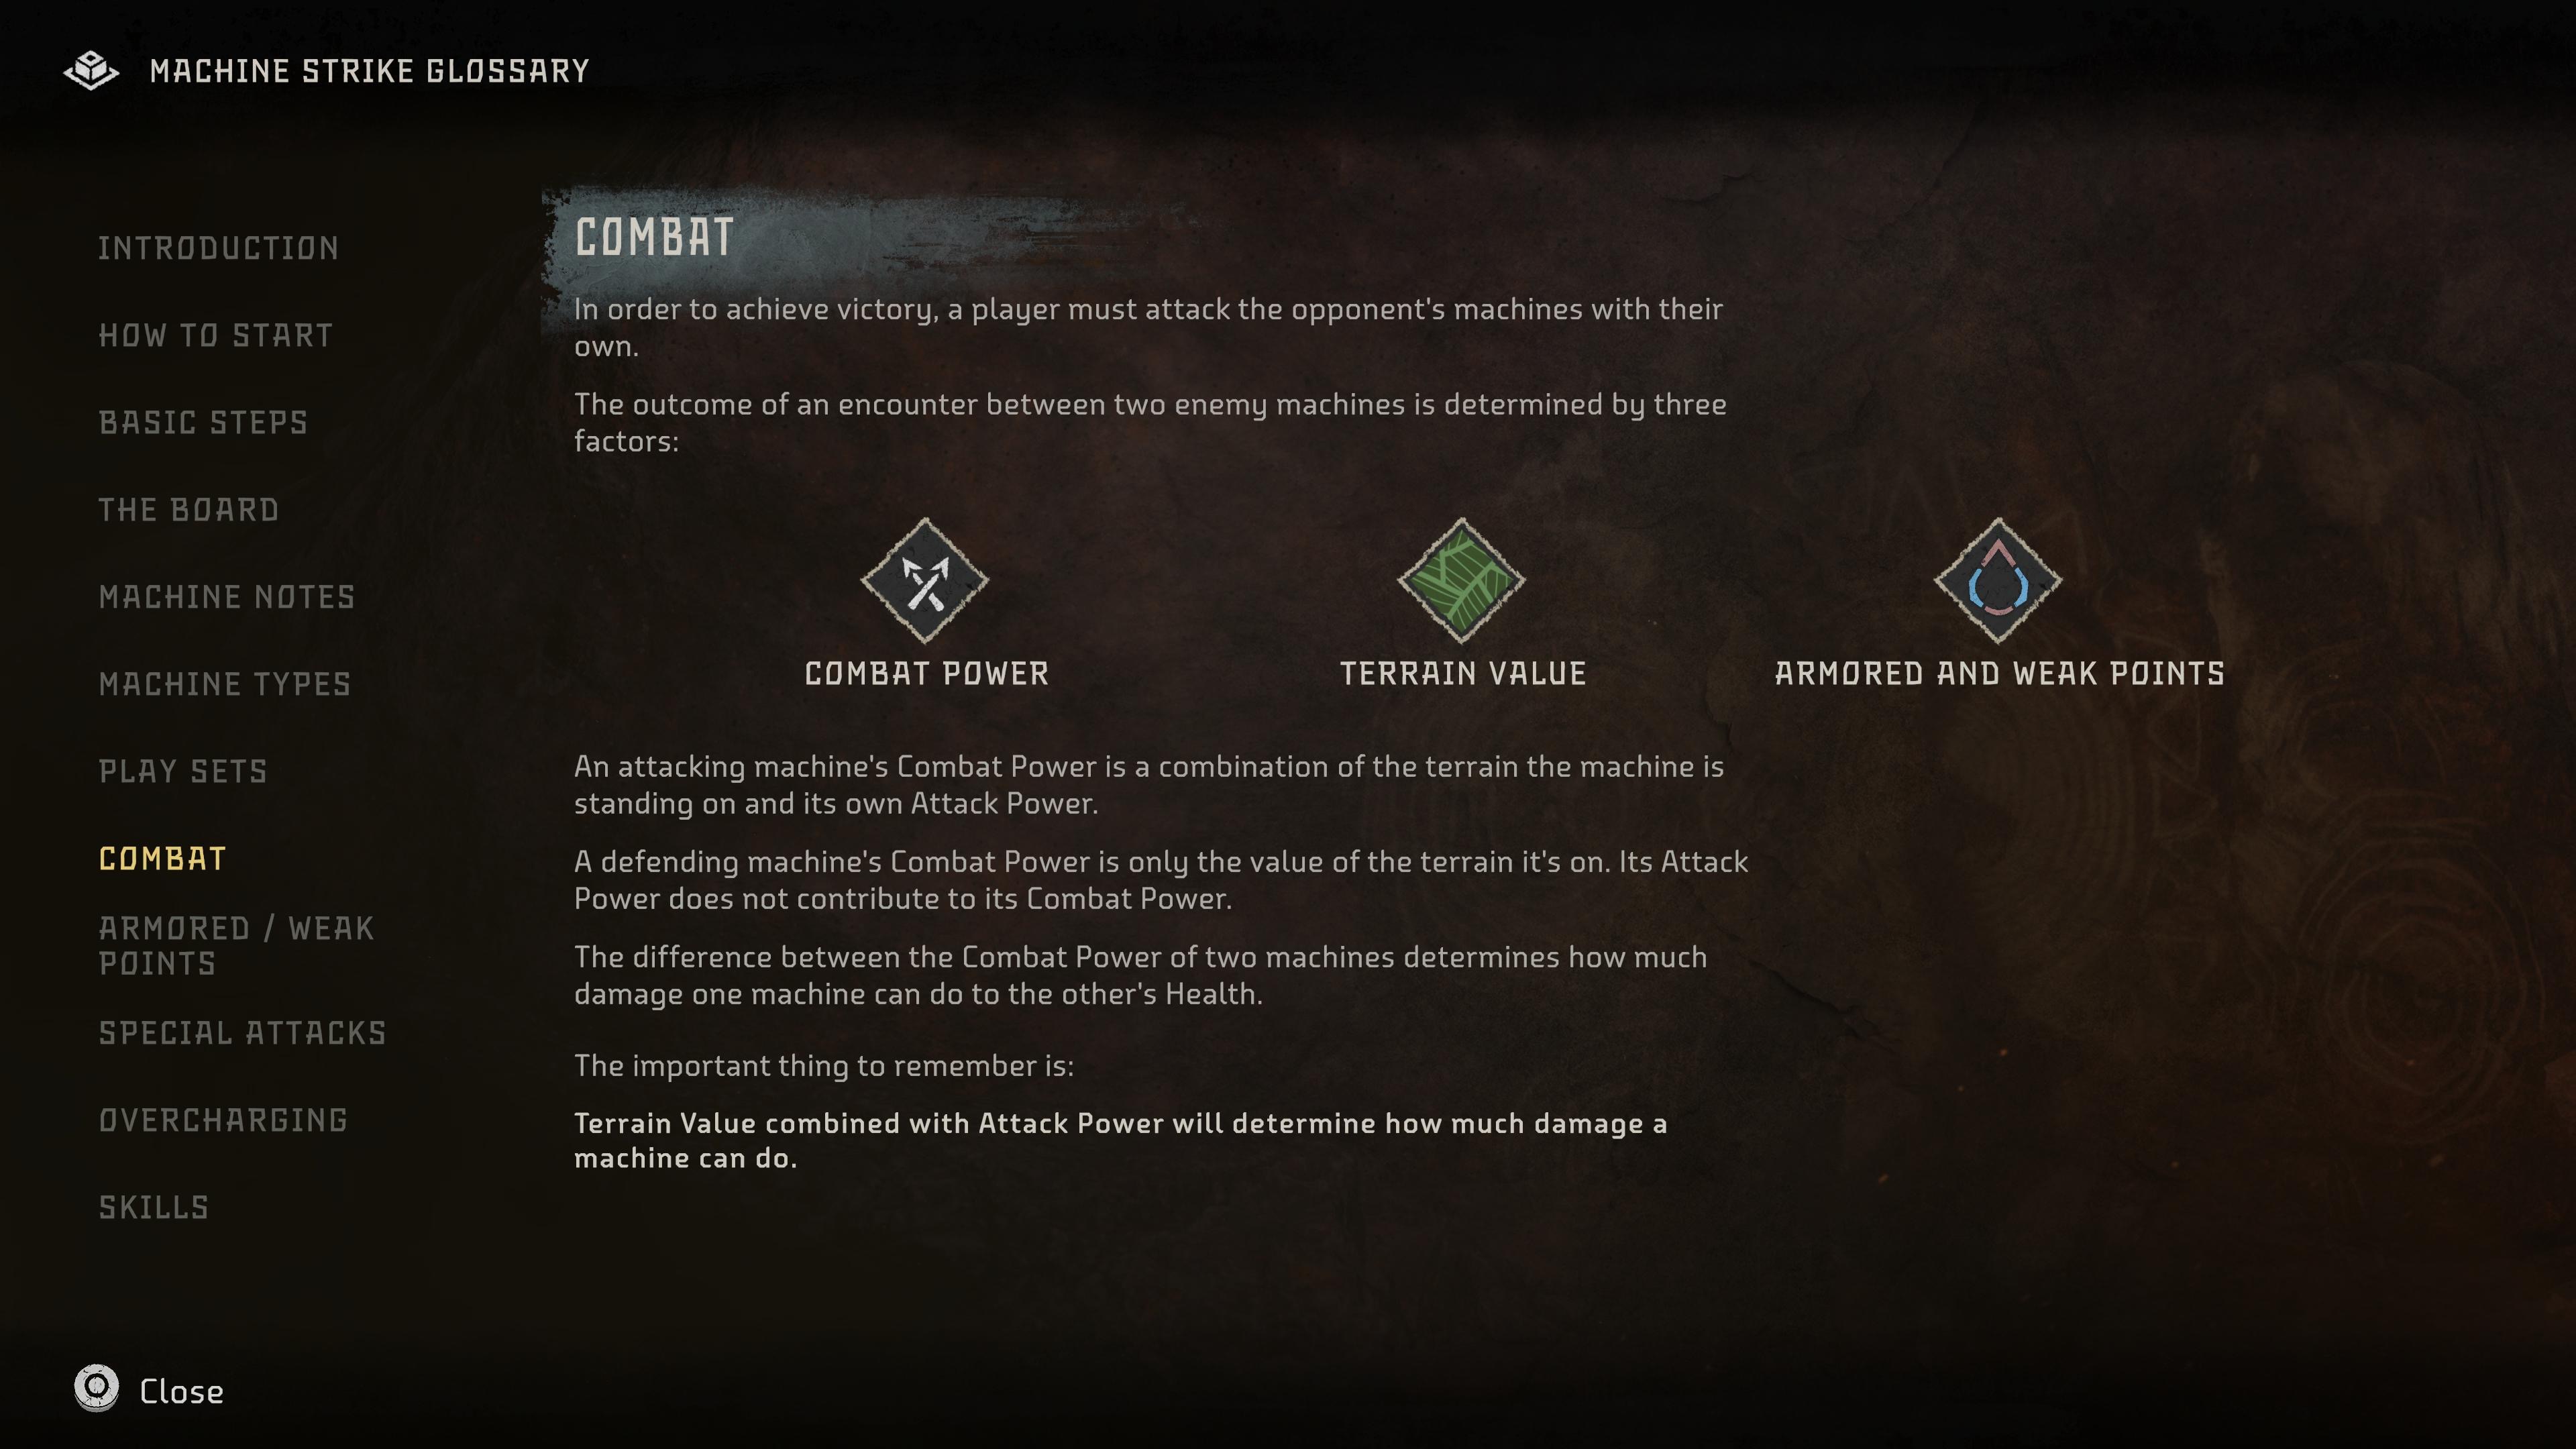 MACHINE STRIKE GLOSSARY
INTRODUCTION
HOW TO START
BASIC STEPS
THE BOARD
MACHINE NOTES
MACHINE TYPES
PLAY SETS
COMBAT
ARMORED / WEAK
POINTS
SPECIAL ATTACKS
OVERCHARGING
SKILLS
COMBAT
In order to achieve victory, a player must attack the opponent's machines with their
own.
The outcome of an encounter between two enemy machines is determined by three
factors:
COMBAT POWER
TERRAIN VALUE
ARMORED AND WEAK POINTS
An attacking machine's Combat Power is a combination of the terrain the machine is
standing on and its own Attack Power.
A defending machine's Combat Power is only the value of the terrain it's on. Its Attack
Power does not contribute to its Combat Power.
The difference between the Combat Power of two machines determines how much
damage one machine can do to the other's Health.
The important thing to remember is:
Terrain Value combined with Attack Power will determine how much damage a
machine can do.
Close